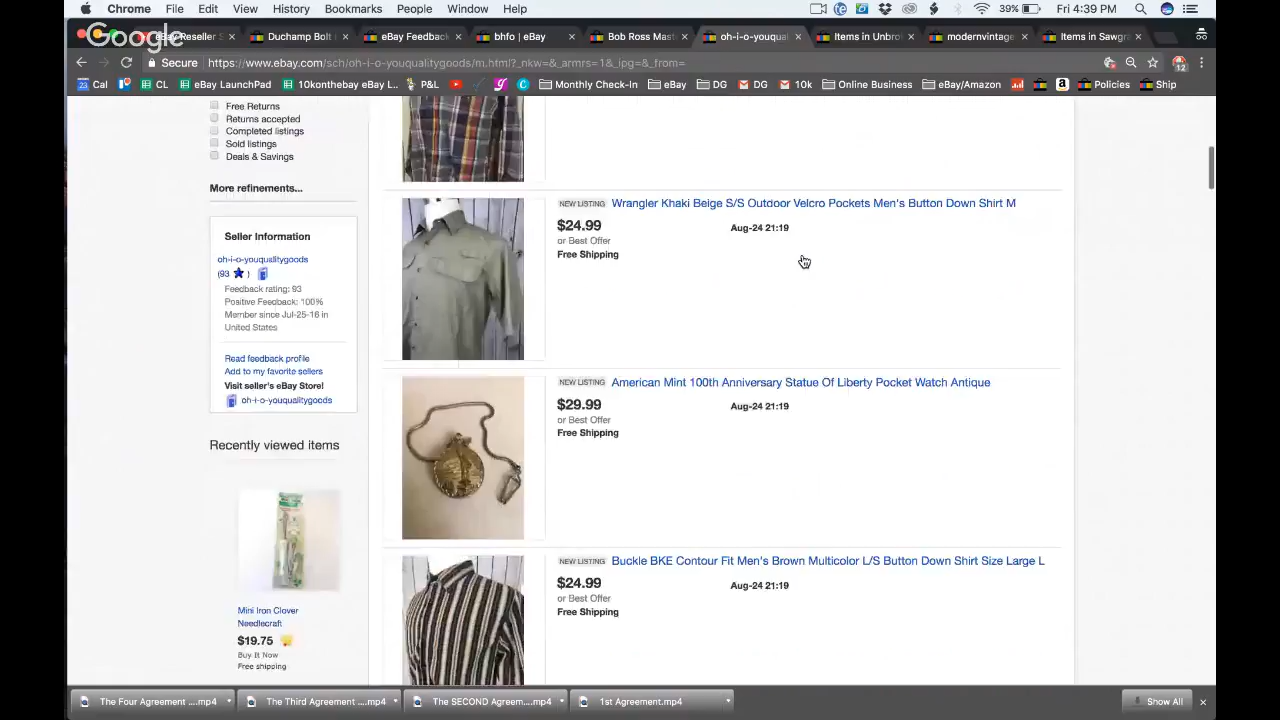 Chrome File Edit View History Bookmarks People Window Help 39% Fri 4:39 PM
Google
eBay Reseller S Duchamp Bolt eBay Feedback bhfo | eBay Bob Ross Maste oh-i-o-youqual Items in Unbro modernvintage Items in Sawgra
Secure https://www.ebay.com/sch/oh-i-o-youqualitygoods/m.html?_nkw=&_armrs=1&_ipg=&_from= 12
23 Cal CL eBay LaunchPad 10konthebay eBay L... P&L Monthly Check-In eBay DG DG 10k Online Business eBay/Amazon Policies Ship
Free Returns
Returns accepted
Completed listings
Sold listings
Deals & Savings
More refinements...
Seller Information
oh-i-o-youqualitygoods
(93 )
Feedback rating: 93
Positive Feedback: 100%
Member since Jul-25-16 in
United States
Read feedback profile
Add to my favorite sellers
Visit seller's eBay Store!
oh-i-o-youqualitygoods
Recently viewed items
Mini Iron Clover
Needlecraft
$19.75
Buy It Now
Free shipping
NEW LISTING Wrangler Khaki Beige S/S Outdoor Velcro Pockets Men's Button Down Shirt M
$24.99 Aug-24 21:19
or Best Offer
Free Shipping
NEW LISTING American Mint 100th Anniversary Statue Of Liberty Pocket Watch Antique
$29.99 Aug-24 21:19
or Best Offer
Free Shipping
NEW LISTING Buckle BKE Contour Fit Men's Brown Multicolor L/S Button Down Shirt Size Large L
$24.99 Aug-24 21:19
or Best Offer
Free Shipping
The Four Agreement ....mp4 The Third Agreement ....mp4 The SECOND Agreem....mp4 1st Agreement.mp4 Show All